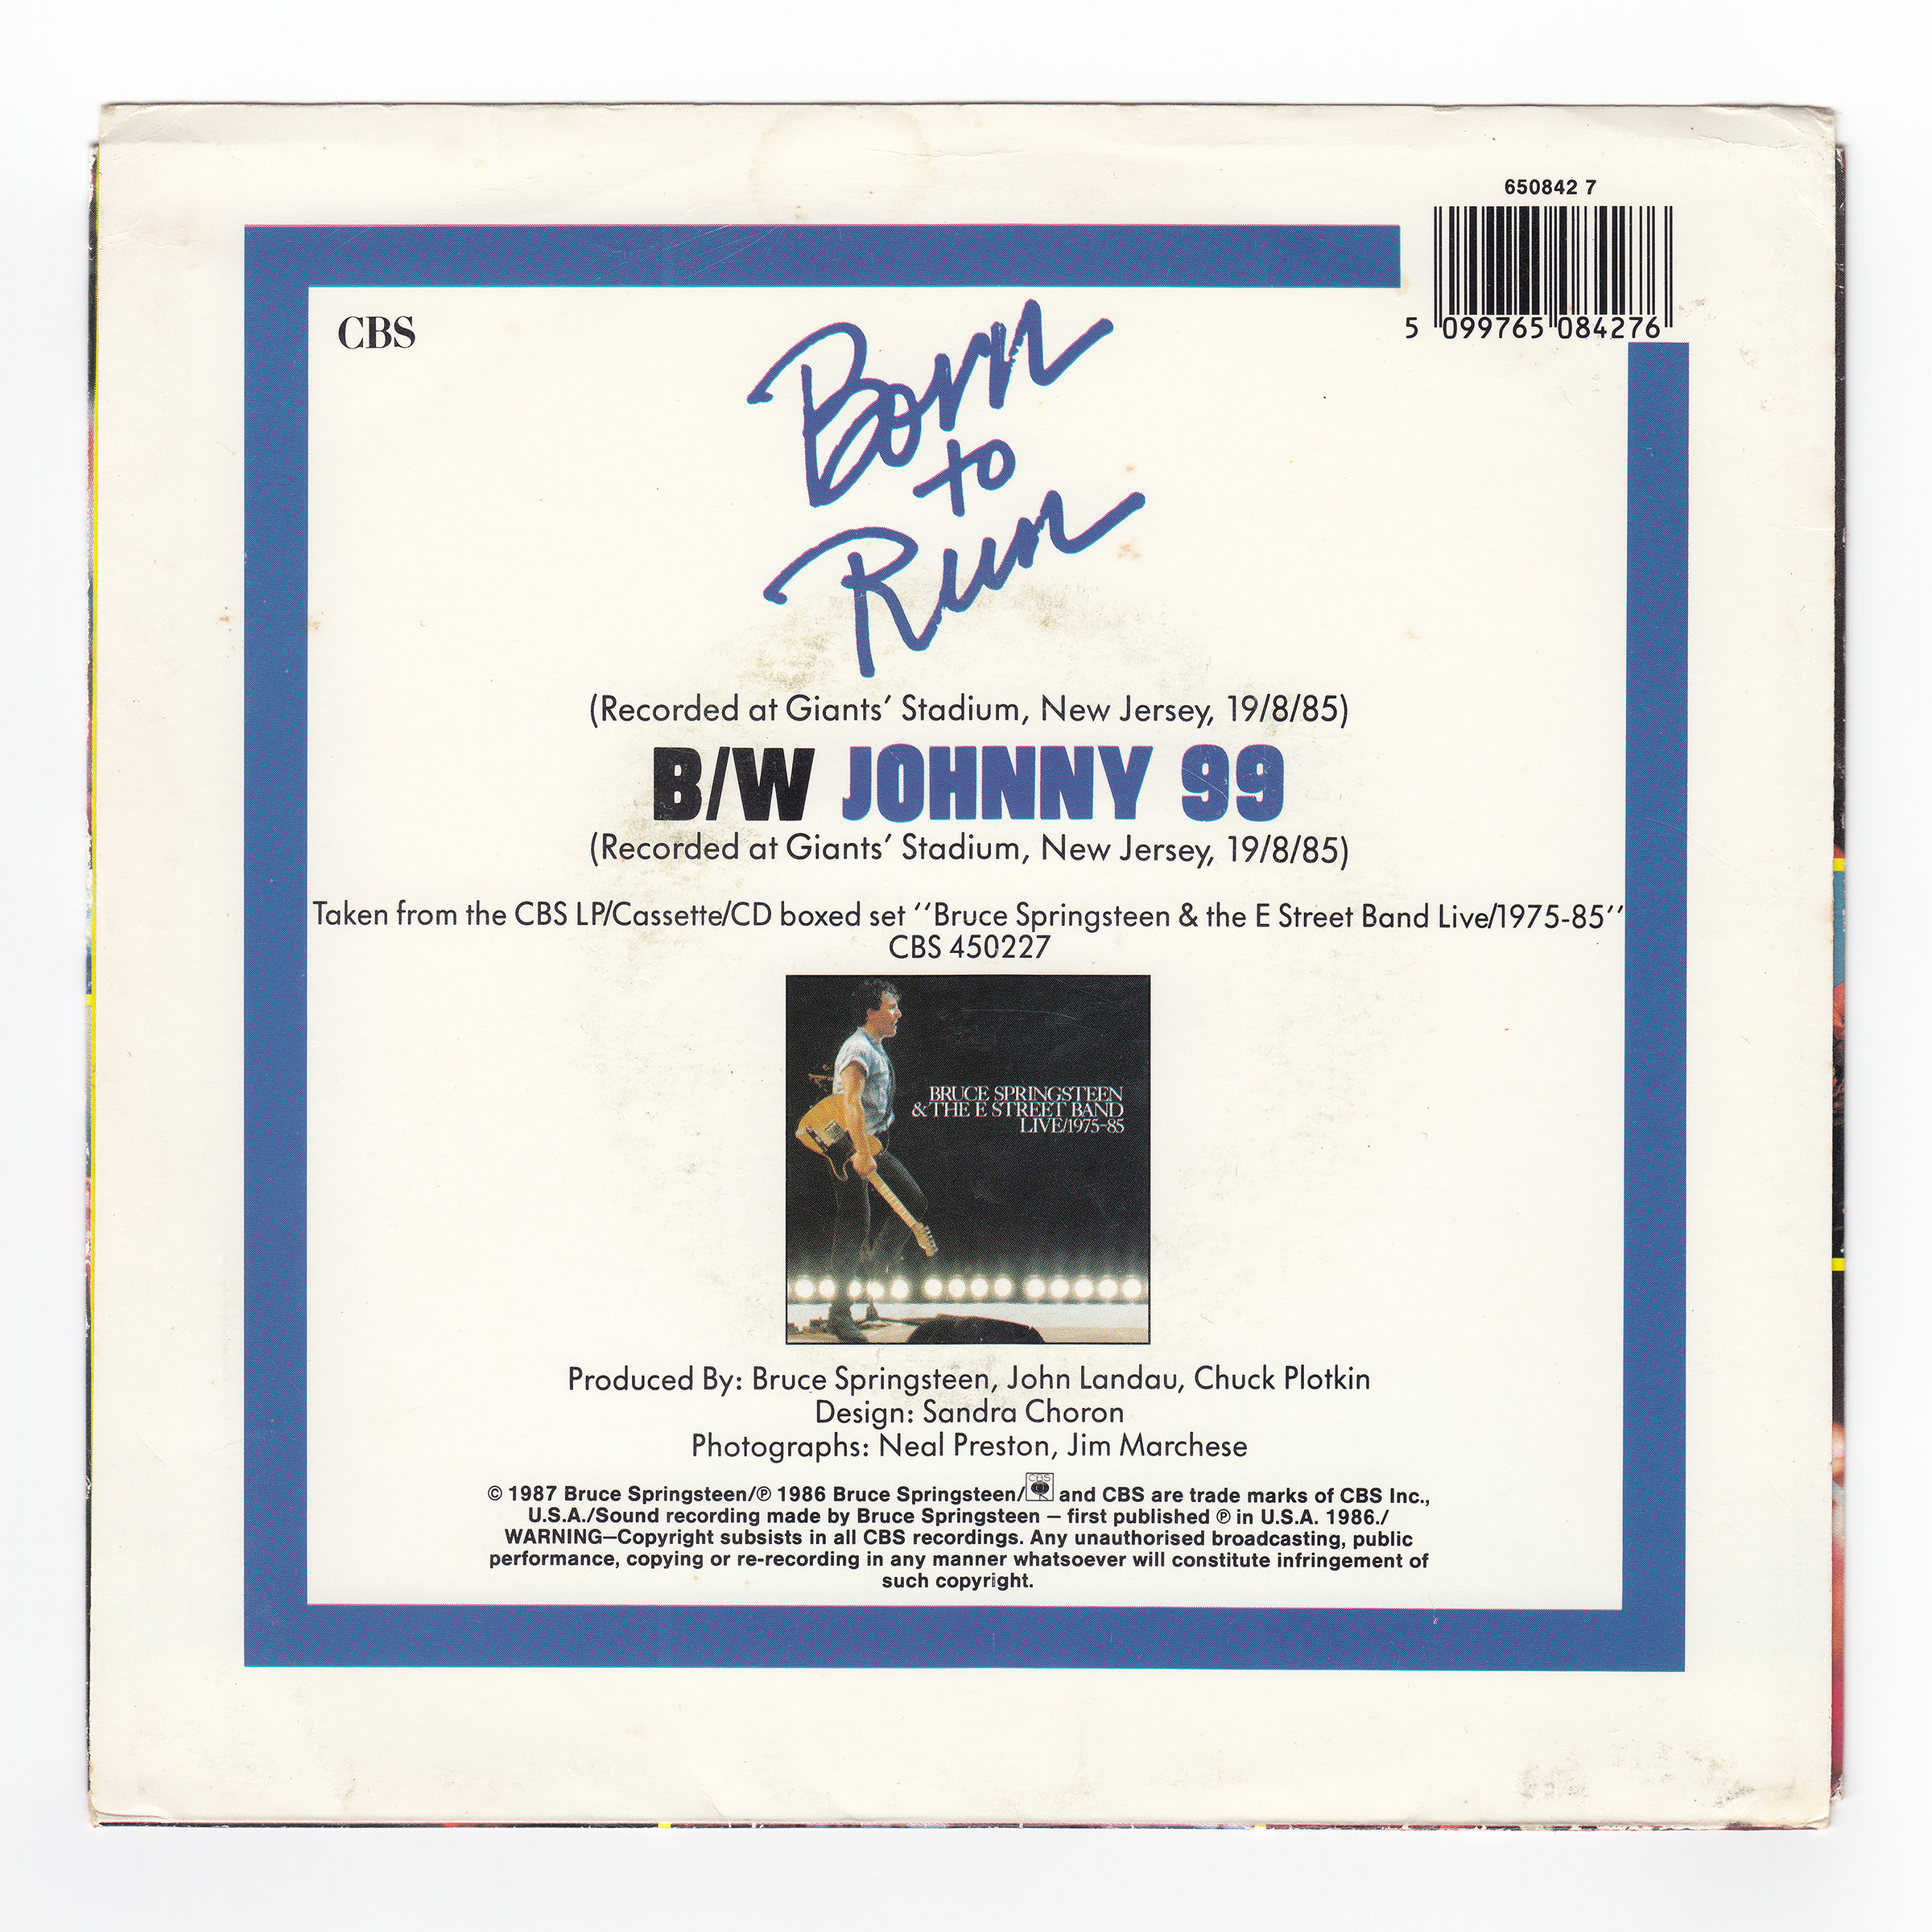 650842 7
5 099765 084276
CBS
Born
to
Run
(Recorded at Giants' Stadium, New Jersey, 19/8/85)
B/W JOHNNY 99
(Recorded at Giants' Stadium, New Jersey, 19/8/85)
Taken from the CBS LP/Cassette/CD boxed set ''Bruce Springsteen & the E Street Band Live/1975-85''
CBS 450227
BRUCE SPRINGSTEEN
& THE E STREET BAND
LIVE/1975-85
Produced By: Bruce Springsteen, John Landau, Chuck Plotkin
Design: Sandra Choron
Photographs: Neal Preston, Jim Marchese
© 1987 Bruce Springsteen/℗ 1986 Bruce Springsteen/CBS and CBS are trade marks of CBS Inc.,
U.S.A./Sound recording made by Bruce Springsteen – first published ℗ in U.S.A. 1986./
WARNING—Copyright subsists in all CBS recordings. Any unauthorised broadcasting, public
performance, copying or re-recording in any manner whatsoever will constitute infringement of
such copyright.